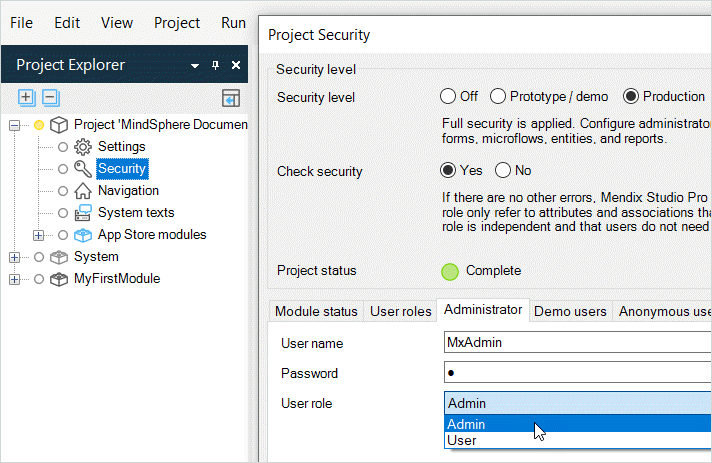 File Edit View Project Run
Project Explorer
Project 'MindSphere Documen
Settings
Security
Navigation
System texts
App Store modules
System
MyFirstModule
Project Security
Security level
Security level Off Prototype / demo Production
Full security is applied. Configure administrato
forms, microflows, entities, and reports.
Check security Yes No
If there are no other errors, Mendix Studio Pro
role only refer to attributes and associations tha
role is independent and that users do not need
Project status Complete
Module status User roles Administrator Demo users Anonymous use
User name MxAdmin
Password ●
User role Admin
Admin
User